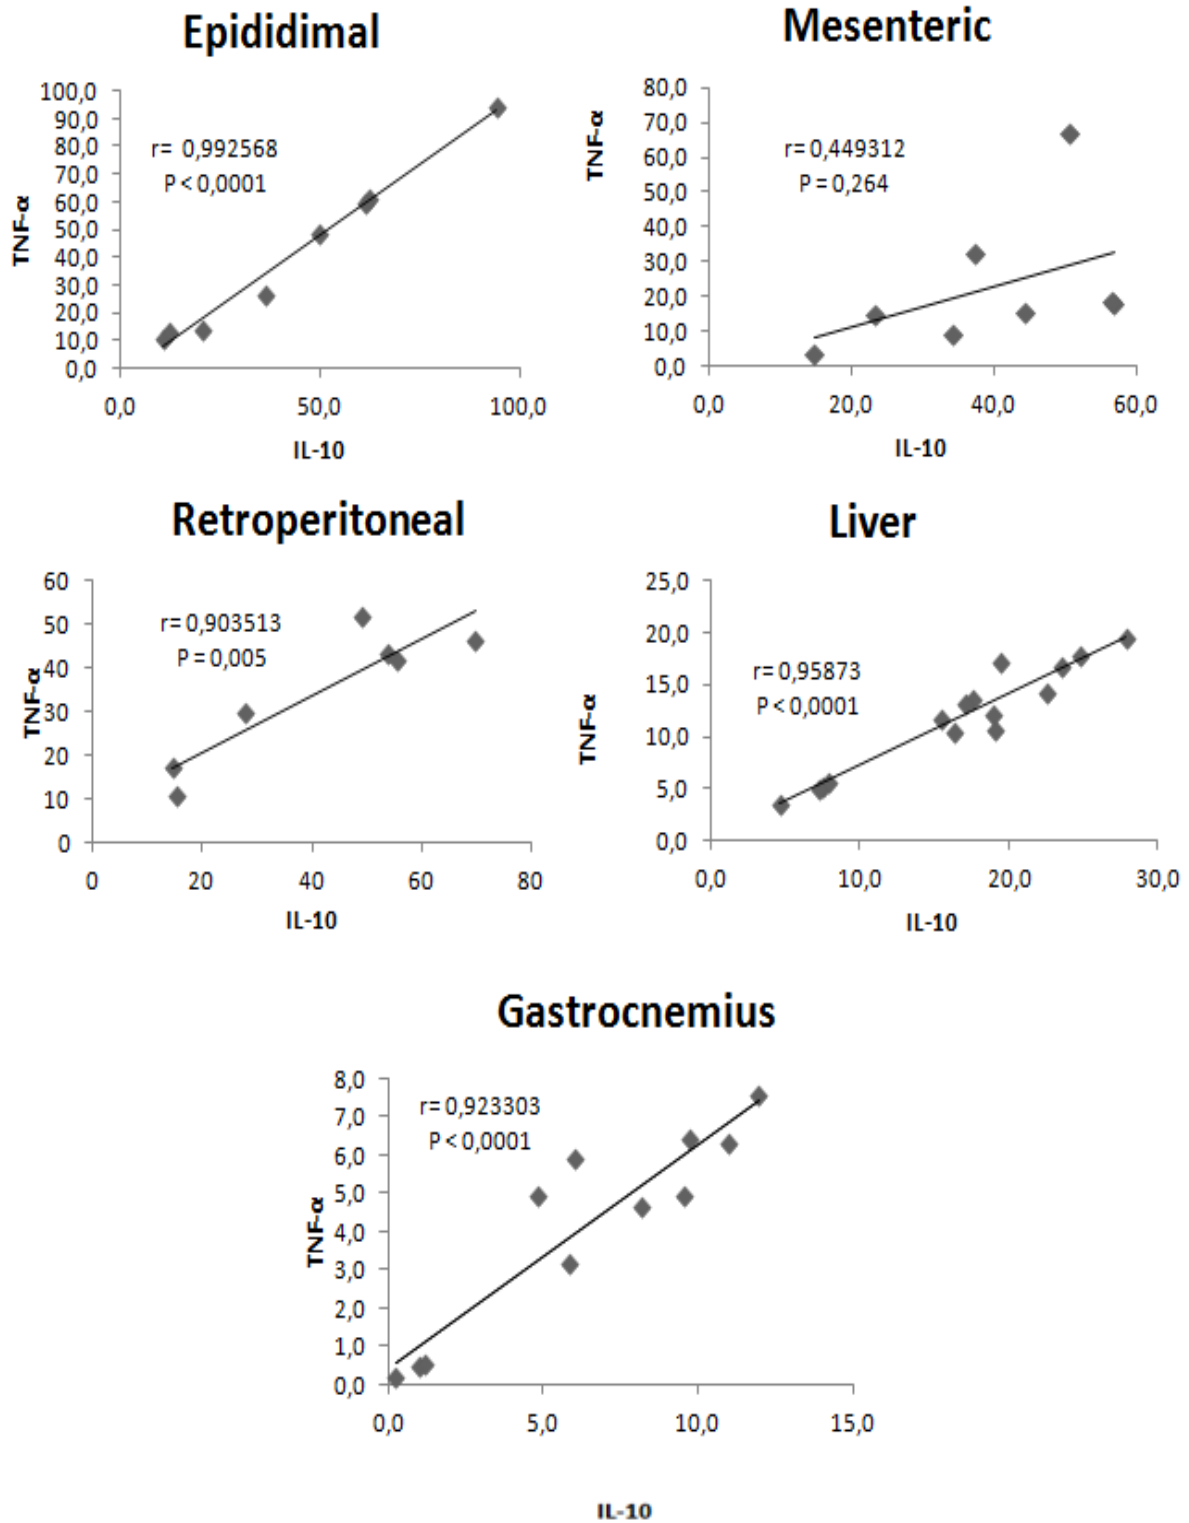 Epididimal
100,0
90,0
80,0
70,0
60,0
50,0
40,0
30,0
20,0
10,0
0,0
TNF-α
r= 0,992568
P < 0,0001
0,0 50,0 100,0
IL-10
Mesenteric
80,0
70,0
60,0
50,0
40,0
30,0
20,0
10,0
0,0
TNF-α
r= 0,449312
P = 0,264
0,0 20,0 40,0 60,0
IL-10
Retroperitoneal
60
50
40
30
20
10
0
TNF-α
r= 0,903513
P = 0,005
0 20 40 60 80
IL-10
Liver
25,0
20,0
15,0
10,0
5,0
0,0
TNF-α
r= 0,95873
P < 0,0001
0,0 10,0 20,0 30,0
IL-10
Gastrocnemius
8,0
7,0
6,0
5,0
4,0
3,0
2,0
1,0
0,0
TNF-α
r= 0,923303
P < 0,0001
0,0 5,0 10,0 15,0
IL-10